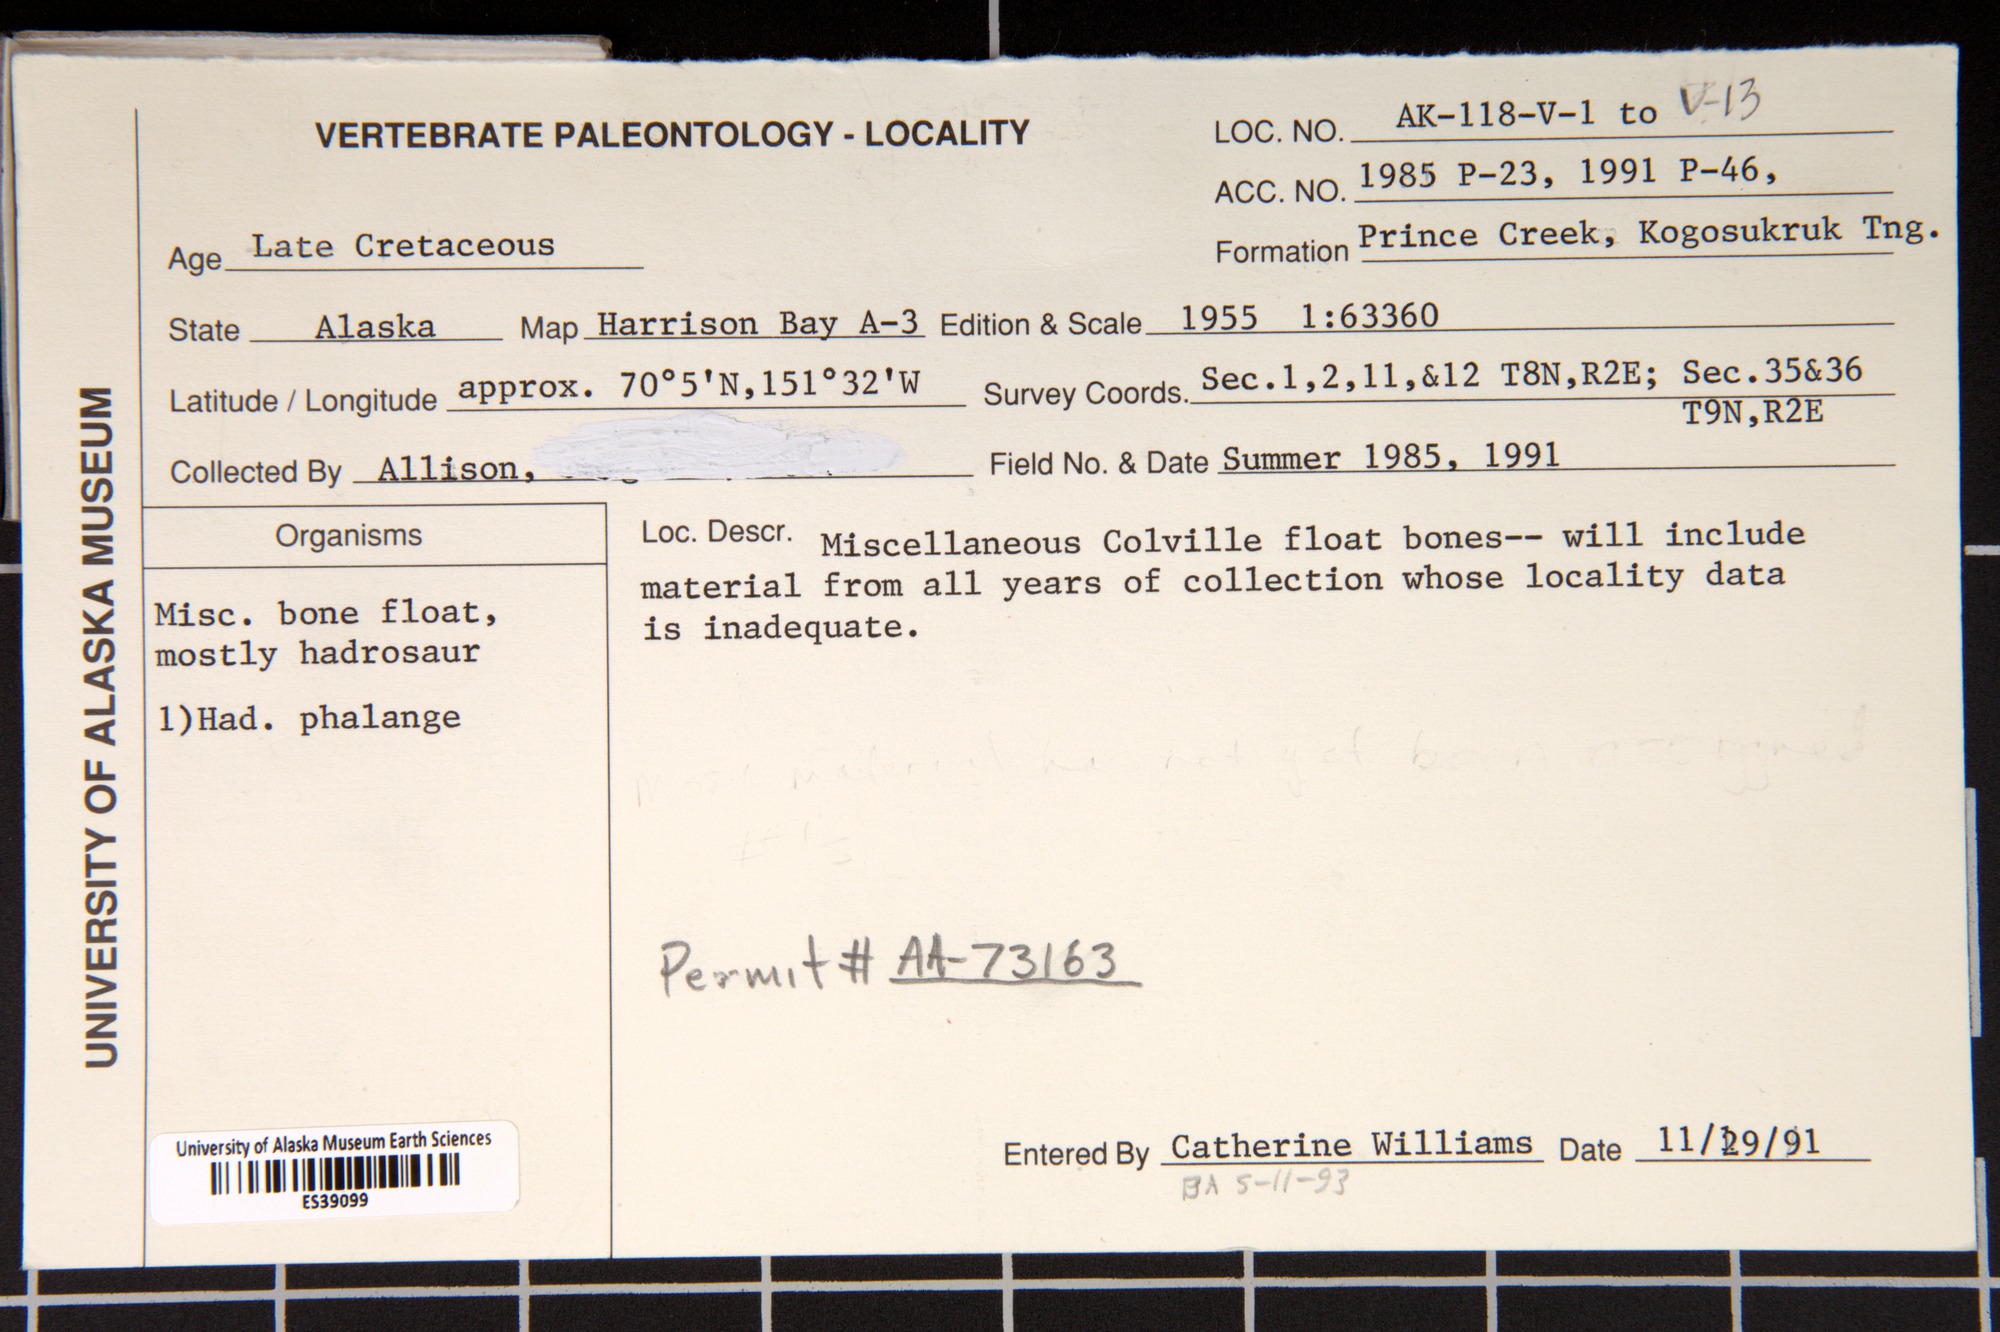 VERTEBRATE PALEONTOLOGY - LOCALITY
LOC. NO. AK-118-V-1 to V-13
ACC. NO. 1985 P-23, 1991 P-46,
Age Late Cretaceous
Formation Prince Creek, Kogosukruk Tng.
State Alaska Map Harrison Bay A-3 Edition & Scale 1955 1:63360
Latitude / Longitude approx. 70°5'N,151°32'W Survey Coords. Sec.1,2,11,&12 T8N,R2E; Sec.35&36
T9N,R2E
Collected By Allison, Field No. & Date Summer 1985, 1991
UNIVERSITY OF ALASKA MUSEUM
Organisms
Misc. bone float,
mostly hadrosaur
1)Had. phalange
Loc. Descr. Miscellaneous Colville float bones-- will include
material from all years of collection whose locality data
is inadequate.
Permit # AA-73163
Entered By Catherine Williams Date 11/29/91
BA 5-11-93
University of Alaska Museum Earth Sciences
ES39099